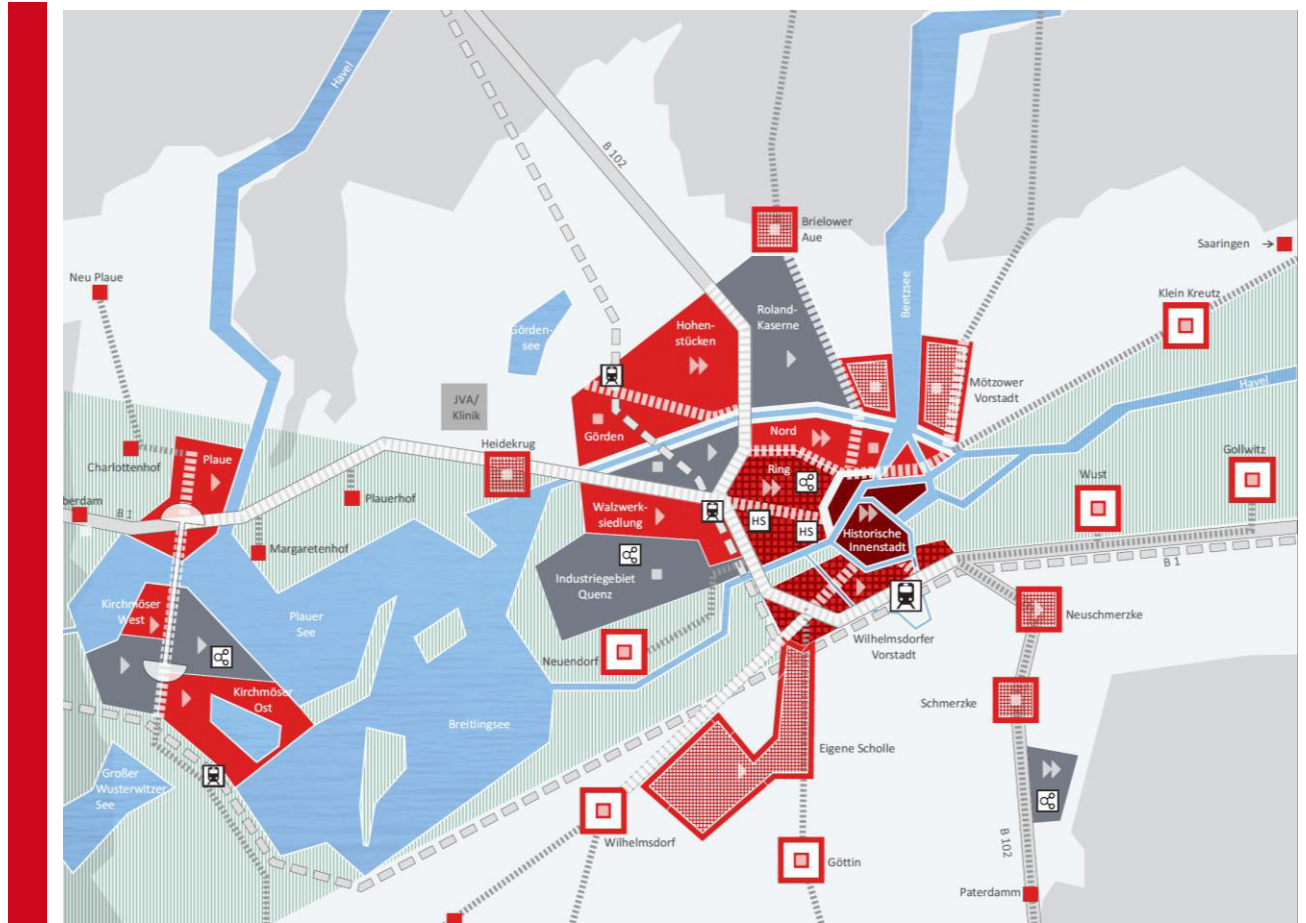 Havel
B 102
Brielower
Aue
Saaringen
Neu Plaue
Klein Kreutz
Roland-
Kaserne
Beetzsee
Hohen-
stücken
Görden-
see
Mötzower
Vorstadt
Havel
JVA/
Klinik
Görden
Nord
Heidekrug
Plaue
Charlottenhof
Ring
Gollwitz
Wust
Plauerhof
berdam
B 1
Walzwerk-
siedlung
HS
HS
Historische
Innenstadt
Margaretenhof
B 1
Industriegebiet
Quenz
Kirchmöser
West
Plauer
See
Neuschmerzke
Wilhelmsdorfer
Vorstadt
Neuendorf
Kirchmöser
Ost
Schmerzke
Breitlingsee
Eigene Scholle
Großer
Wusterwitzer
See
Wilhelmsdorf
B 102
Göttin
Paterdamm